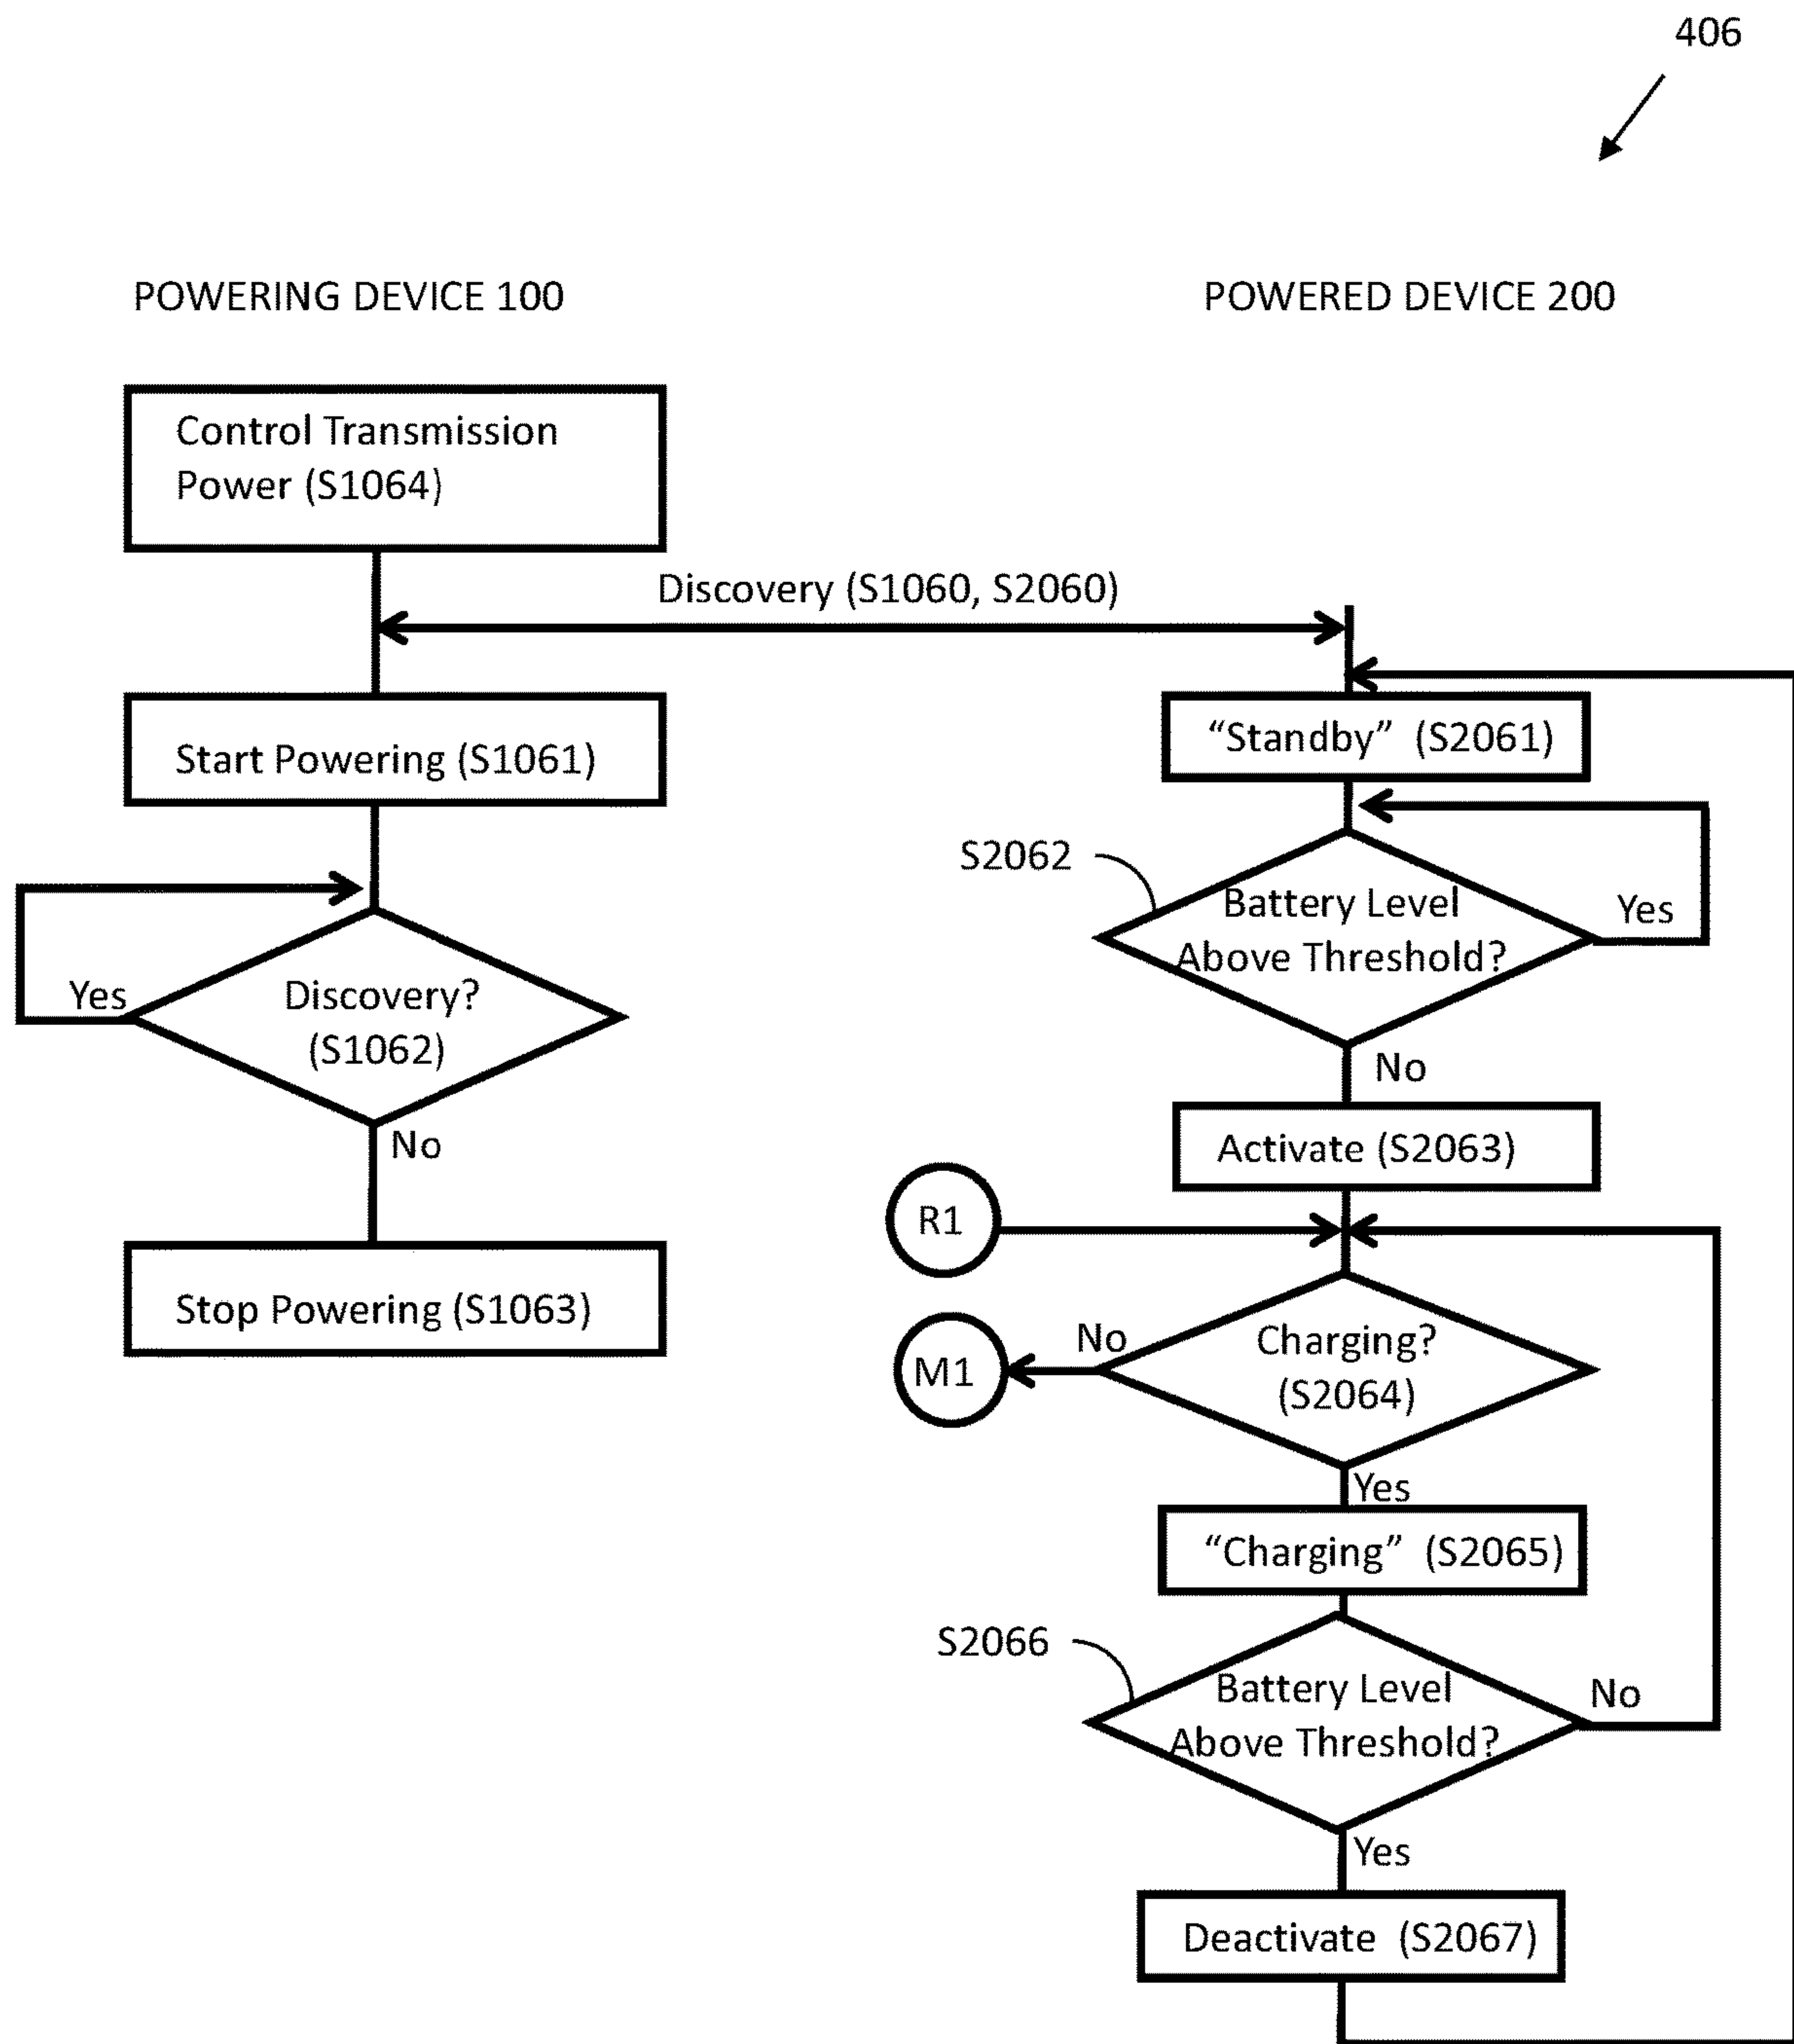 406
POWERING DEVICE 100
POWERED DEVICE 200
Control Transmission
Power (S1064)
Discovery (S1060, S2060)
Start Powering (S1061)
Yes
Discovery?
(S1062)
No
Stop Powering (S1063)
“Standby” (S2061)
S2062
Battery Level
Above Threshold?
Yes
No
Activate (S2063)
R1
M1
No
Charging?
(S2064)
Yes
“Charging” (S2065)
S2066
Battery Level
Above Threshold?
No
Yes
Deactivate (S2067)